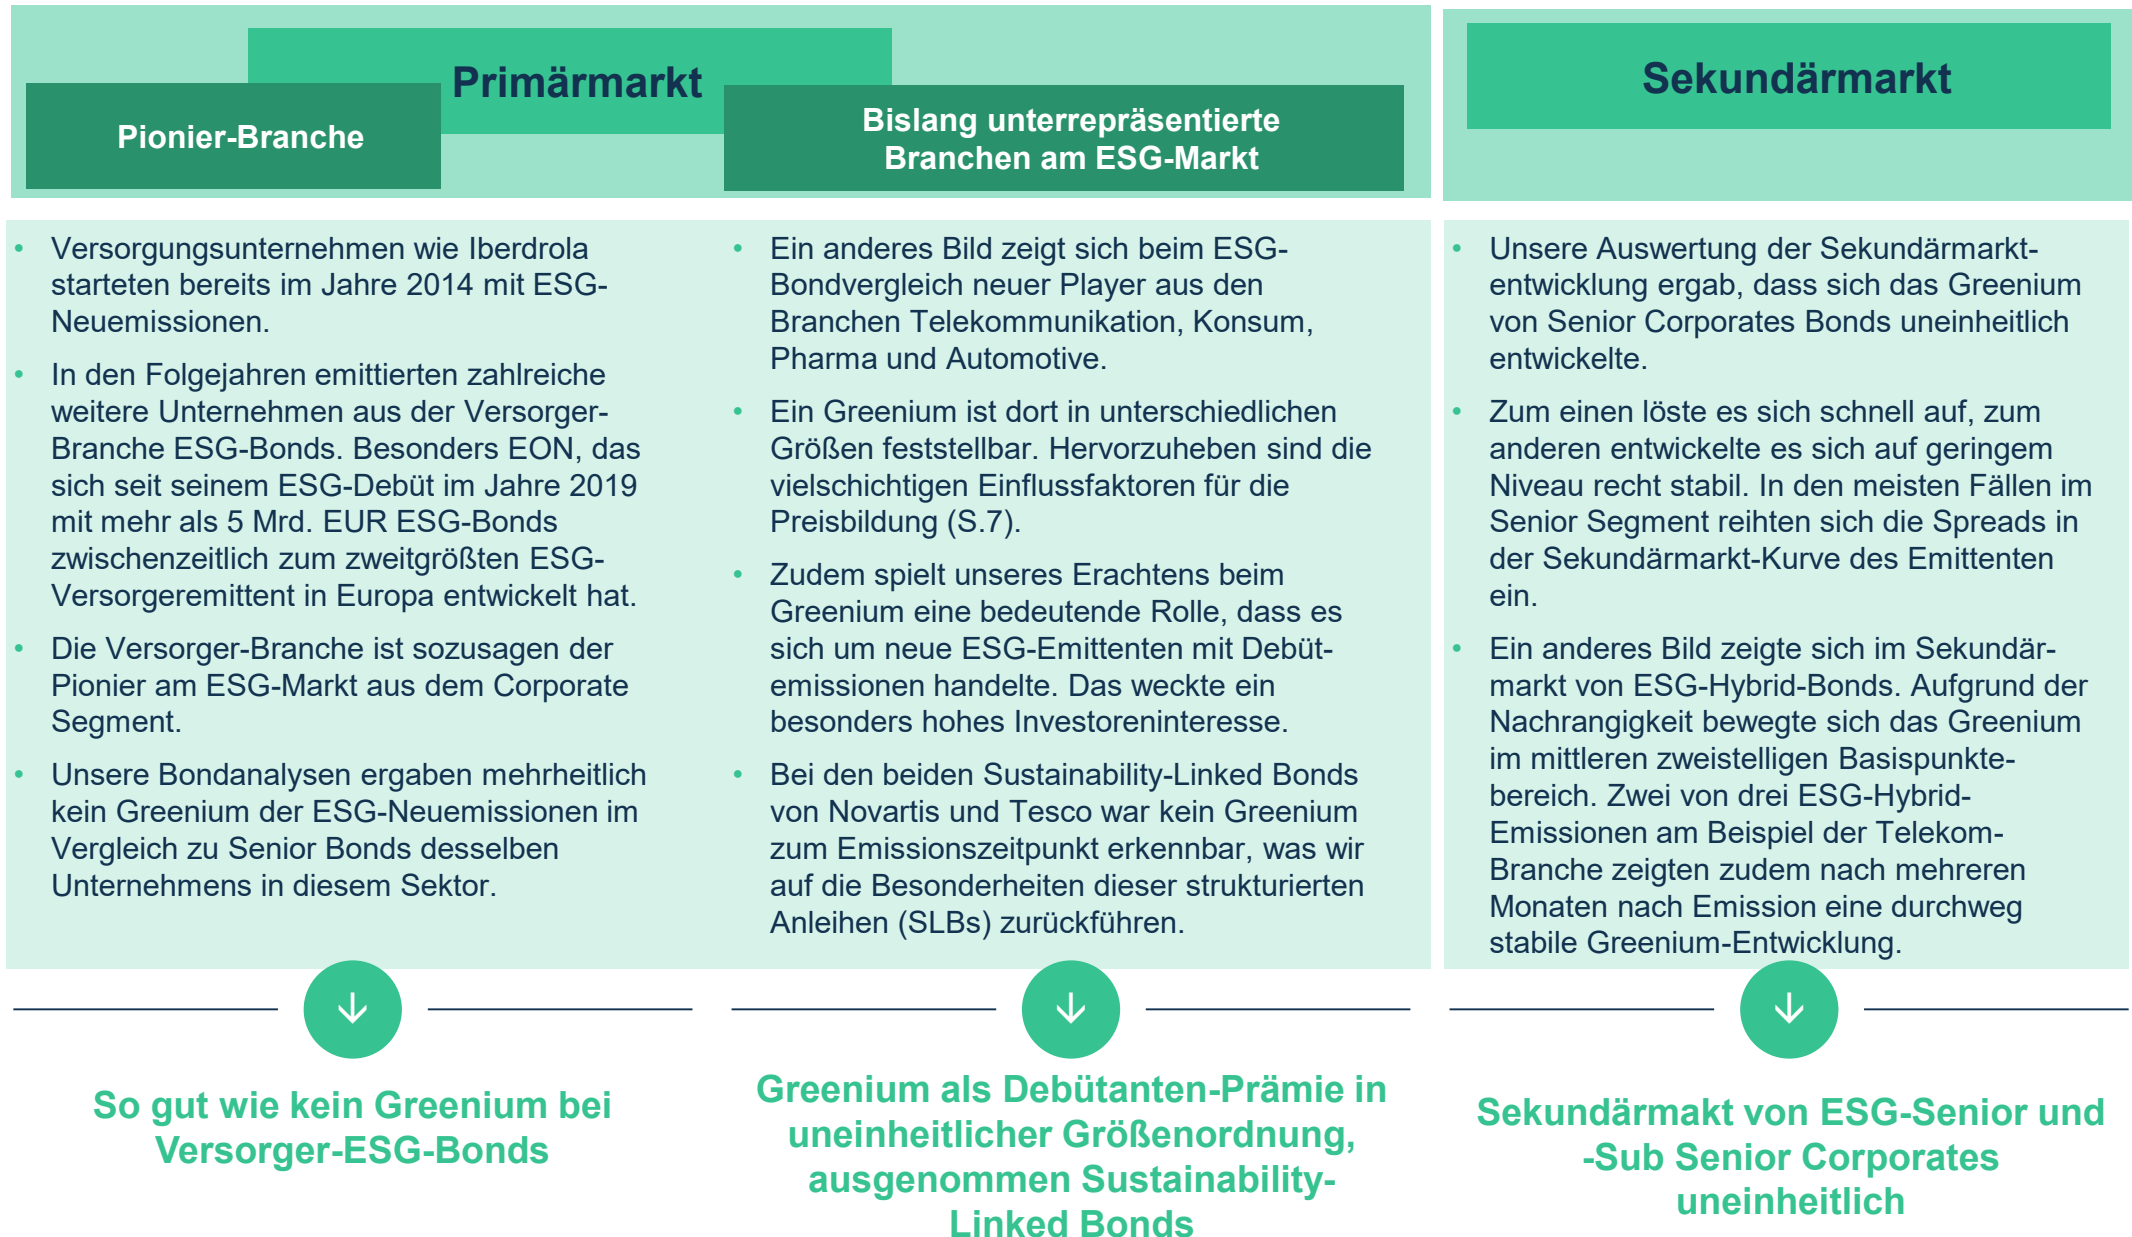 Primärmarkt
Pionier-Branche
Bislang unterrepräsentierte
Branchen am ESG-Markt
Sekundärmarkt
• Versorgungsunternehmen wie Iberdrola
starteten bereits im Jahre 2014 mit ESG-
Neuemissionen.
• In den Folgejahren emittierten zahlreiche
weitere Unternehmen aus der Versorger-
Branche ESG-Bonds. Besonders EON, das
sich seit seinem ESG-Debüt im Jahre 2019
mit mehr als 5 Mrd. EUR ESG-Bonds
zwischenzeitlich zum zweitgrößten ESG-
Versorgeremittent in Europa entwickelt hat.
• Die Versorger-Branche ist sozusagen der
Pionier am ESG-Markt aus dem Corporate
Segment.
• Unsere Bondanalysen ergaben mehrheitlich
kein Greenium der ESG-Neuemissionen im
Vergleich zu Senior Bonds desselben
Unternehmens in diesem Sektor.
• Ein anderes Bild zeigt sich beim ESG-
Bondvergleich neuer Player aus den
Branchen Telekommunikation, Konsum,
Pharma und Automotive.
• Ein Greenium ist dort in unterschiedlichen
Größen feststellbar. Hervorzuheben sind die
vielschichtigen Einflussfaktoren für die
Preisbildung (S.7).
• Zudem spielt unseres Erachtens beim
Greenium eine bedeutende Rolle, dass es
sich um neue ESG-Emittenten mit Debüt-
emissionen handelte. Das weckte ein
besonders hohes Investoreninteresse.
• Bei den beiden Sustainability-Linked Bonds
von Novartis und Tesco war kein Greenium
zum Emissionszeitpunkt erkennbar, was wir
auf die Besonderheiten dieser strukturierten
Anleihen (SLBs) zurückführen.
• Unsere Auswertung der Sekundärmarkt-
entwicklung ergab, dass sich das Greenium
von Senior Corporates Bonds uneinheitlich
entwickelte.
• Zum einen löste es sich schnell auf, zum
anderen entwickelte es sich auf geringem
Niveau recht stabil. In den meisten Fällen im
Senior Segment reihten sich die Spreads in
der Sekundärmarkt-Kurve des Emittenten
ein.
• Ein anderes Bild zeigte sich im Sekundär-
markt von ESG-Hybrid-Bonds. Aufgrund der
Nachrangigkeit bewegte sich das Greenium
im mittleren zweistelligen Basispunkte-
bereich. Zwei von drei ESG-Hybrid-
Emissionen am Beispiel der Telekom-
Branche zeigten zudem nach mehreren
Monaten nach Emission eine durchweg
stabile Greenium-Entwicklung.
So gut wie kein Greenium bei
Versorger-ESG-Bonds
Greenium als Debütanten-Prämie in
uneinheitlicher Größenordnung,
ausgenommen Sustainability-
Linked Bonds
Sekundärmakt von ESG-Senior und
-Sub Senior Corporates
uneinheitlich